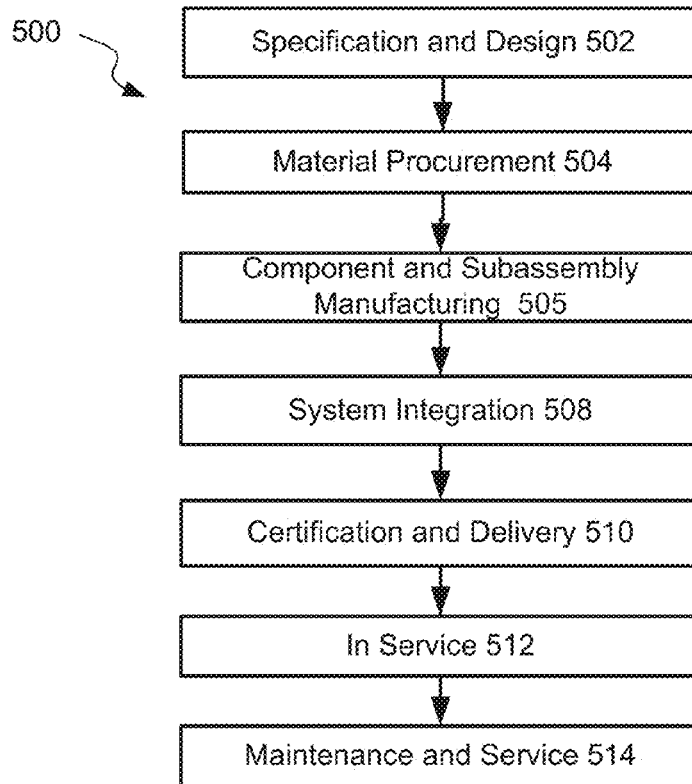 500
Specification and Design 502
Material Procurement 504
Component and Subassembly
Manufacturing 505
System Integration 508
Certification and Delivery 510
In Service 512
Maintenance and Service 514